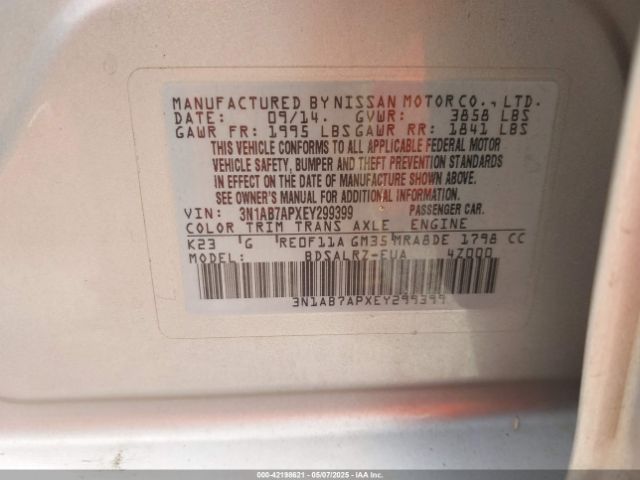 MANUFACTURED BY NISSAN MOTOR CO., LTD.
DATE: 09/14. GVWR: 3858 LBS
GAWR FR: 1995 LBS GAWR RR: 1841 LBS
THIS VEHICLE CONFORMS TO ALL APPLICABLE FEDERAL MOTOR
VEHICLE SAFETY, BUMPER AND THEFT PREVENTION STANDARDS
IN EFFECT ON THE DATE OF MANUFACTURE SHOWN ABOVE.
SEE OWNER'S MANUAL FOR ADDITIONAL INFORMATION.
VIN: 3N1AB7APXEY299399 PASSENGER CAR.
COLOR TRIM TRANS AXLE ENGINE
K23 G RE0F11A GM35 MRA8DE 1798 CC
MODEL: BDSALRZ-EUA 4Z000
3N1AB7APXEY299399
000-42198621 - 05/07/2025 - IAA Inc.